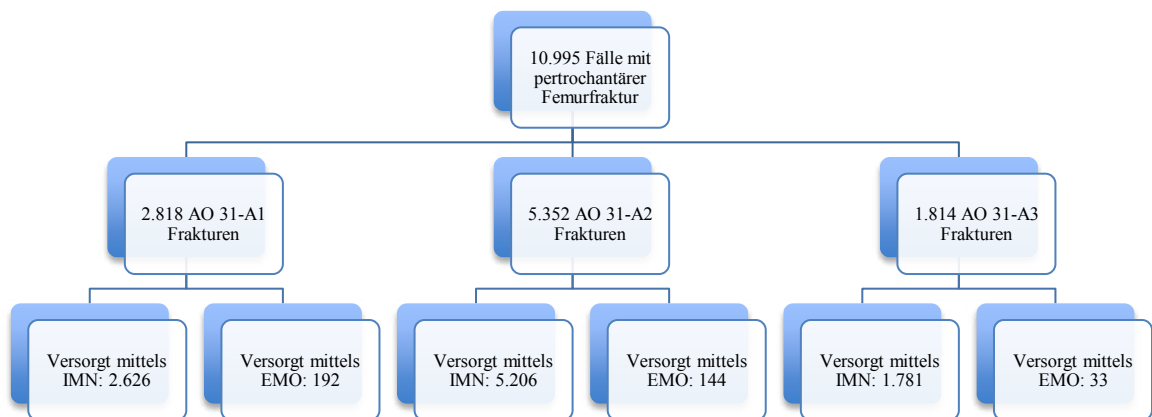 10.995 Fälle mit
pertrochantärer
Femurfraktur
2.818 AO 31-A1
Frakturen
5.352 AO 31-A2
Frakturen
1.814 AO 31-A3
Frakturen
Versorgt mittels
IMN: 2.626
Versorgt mittels
EMO: 192
Versorgt mittels
IMN: 5.206
Versorgt mittels
EMO: 144
Versorgt mittels
IMN: 1.781
Versorgt mittels
EMO: 33